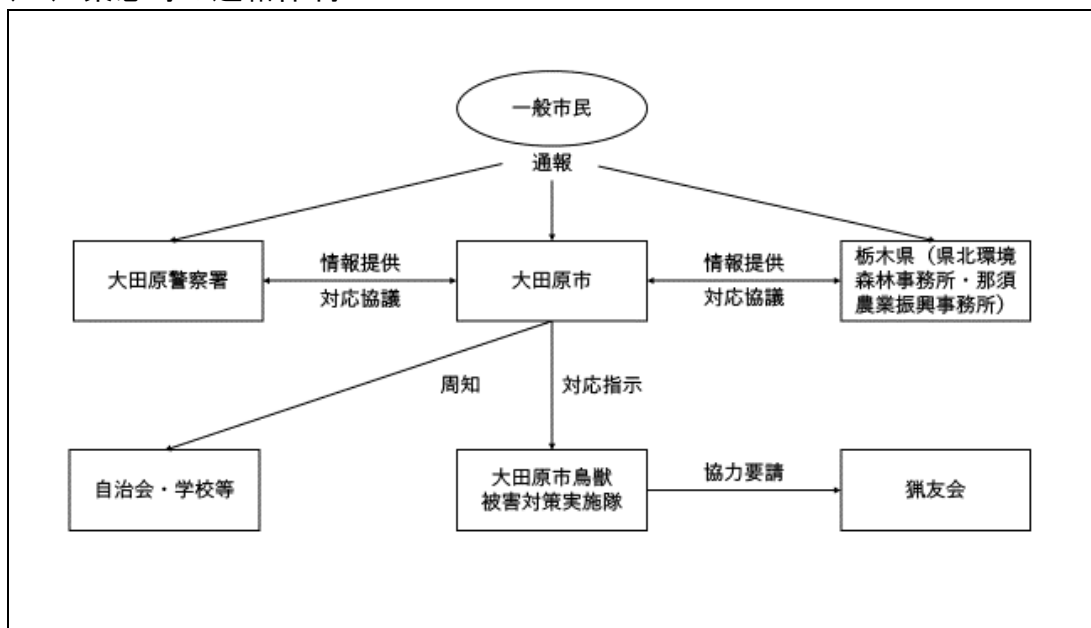 一般市民
通報
大田原警察署
情報提供
対応協議
大田原市
情報提供
対応協議
栃木県（県北環境
森林事務所・那須
農業振興事務所）
周知
対応指示
自治会・学校等
大田原市鳥獣
被害対策実施隊
協力要請
猟友会